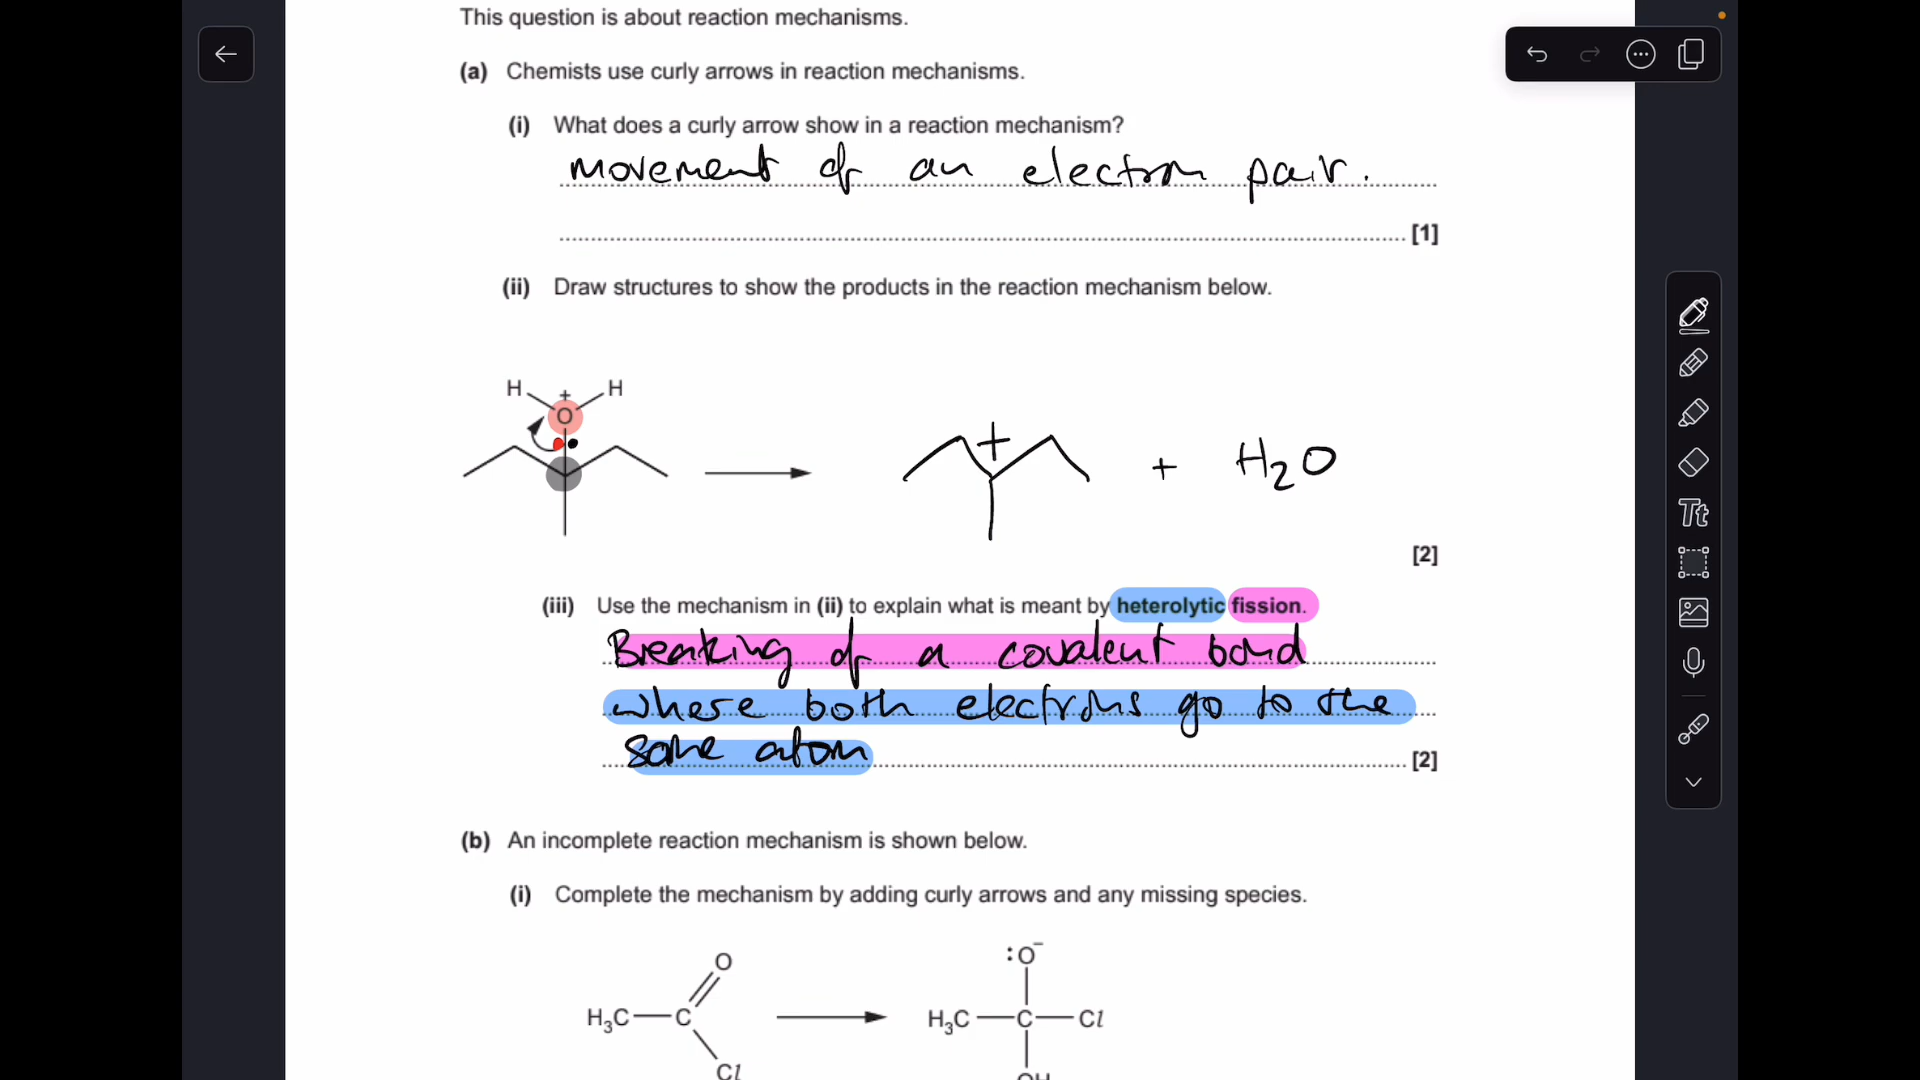 This question is about reaction mechanisms.
(a) Chemists use curly arrows in reaction mechanisms.
(i) What does a curly arrow show in a reaction mechanism?
movement of an electron pair.
[1]
(ii) Draw structures to show the products in the reaction mechanism below.
H + H
O
+ + H2O
[2]
(iii) Use the mechanism in (ii) to explain what is meant by heterolytic fission.
Breaking of a covalent bond
where both electrons go to the
same atom
[2]
(b) An incomplete reaction mechanism is shown below.
(i) Complete the mechanism by adding curly arrows and any missing species.
O :O−
H3C C H3C C Cl
Cl OH
Tt